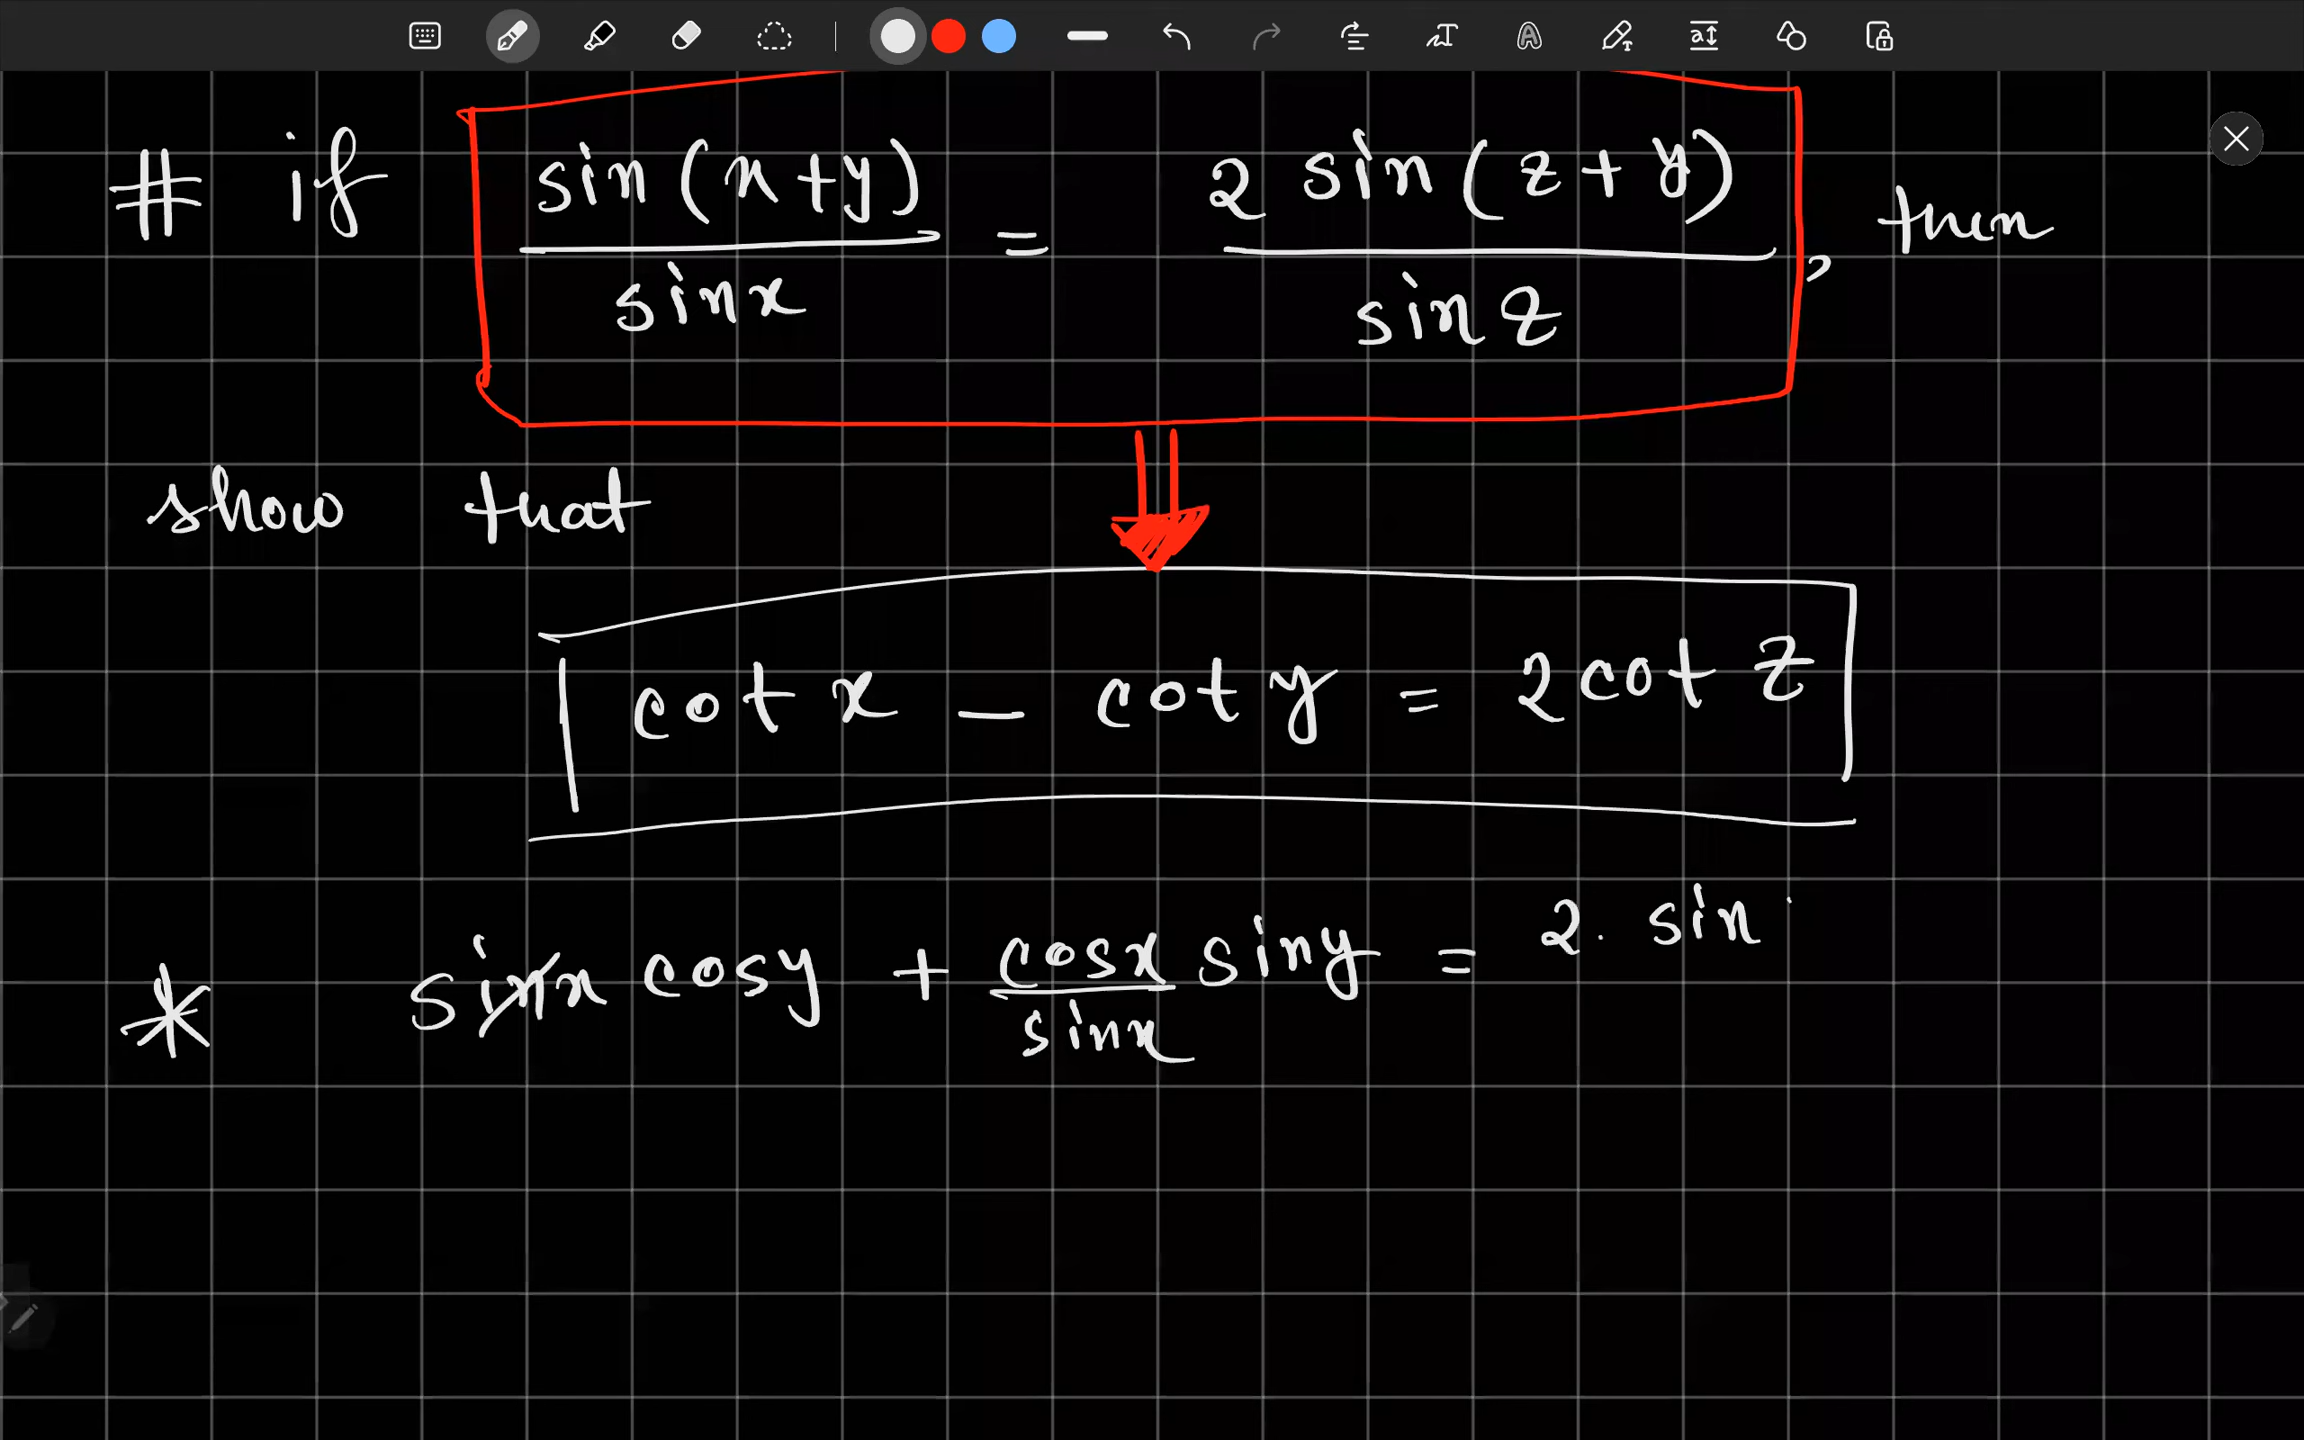 # if sin(x+y)/sinx = 2 sin(z+y)/sin z, then
show that
cot x - cot y = 2cot z
* sinx cosy + cosx/sinx siny = 2. sin